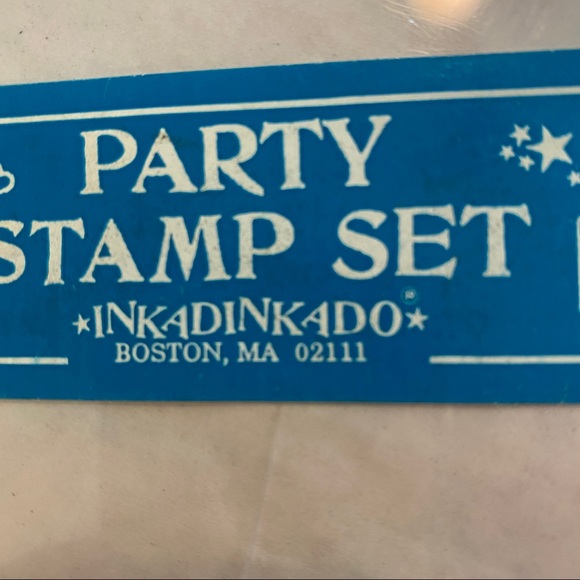 PARTY
STAMP SET
★INKADINKADO®★
BOSTON, MA 02111